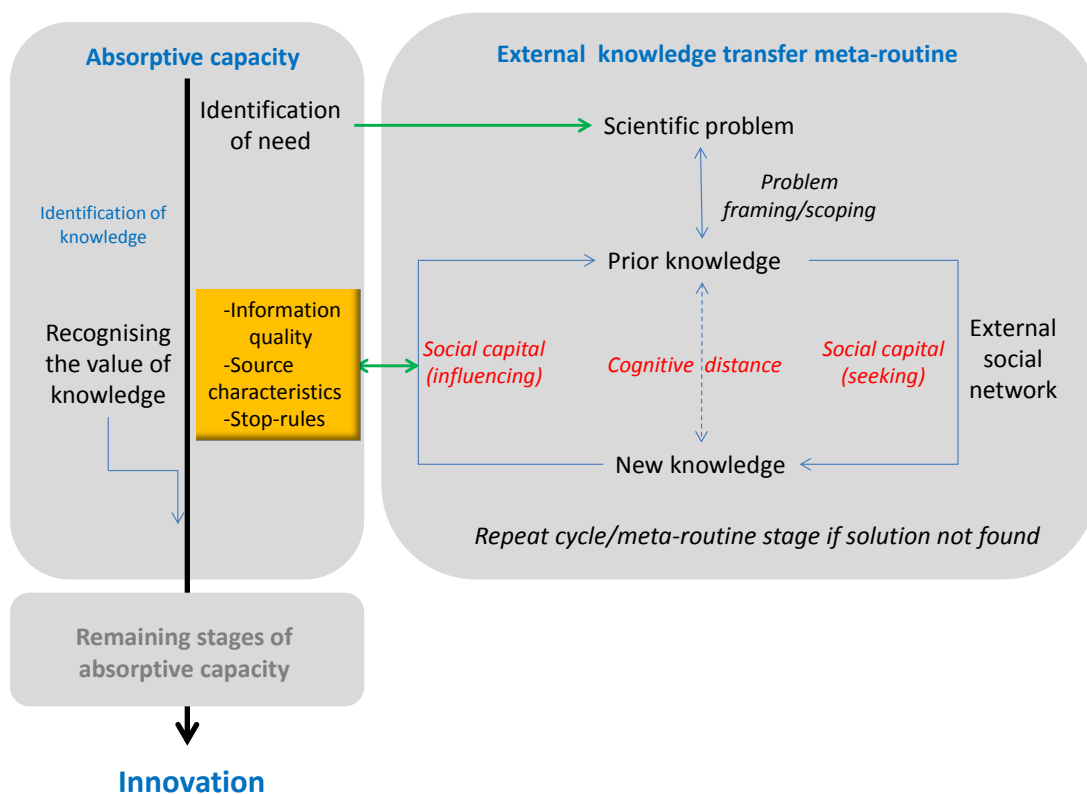 Absorptive capacity
Identification
of need
Identification of
knowledge
Recognising
the value of
knowledge
-Information
quality
-Source
characteristics
-Stop-rules
Remaining stages of
absorptive capacity
Innovation
External  knowledge transfer meta-routine
Scientific problem
Problem
framing/scoping
Prior knowledge
Social capital
(influencing)
Cognitive  distance
Social capital
(seeking)
External
social
network
New knowledge
Repeat cycle/meta-routine stage if solution not found